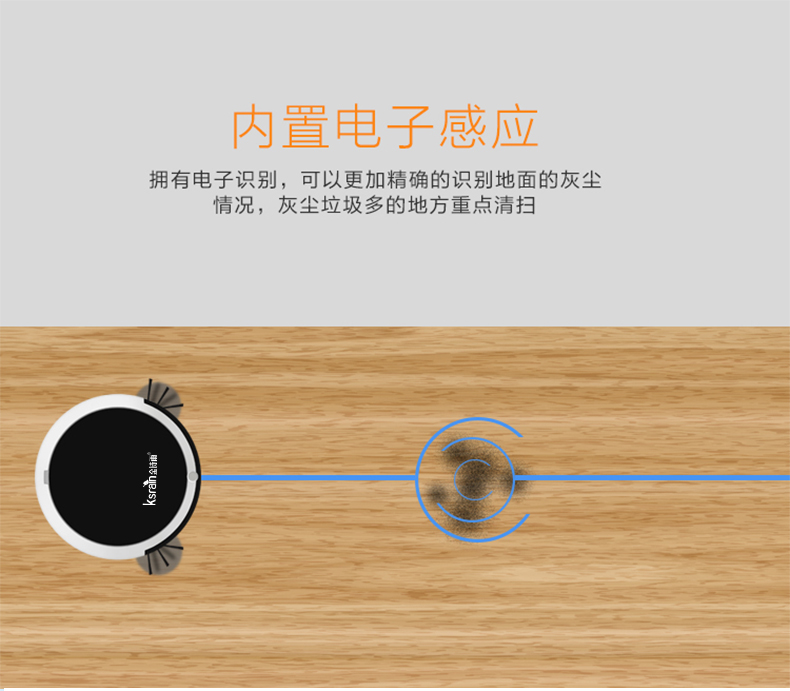 内置电子感应
拥有电子识别，可以更加精确的识别地面的灰尘
情况，灰尘垃圾多的地方重点清扫
ksrain